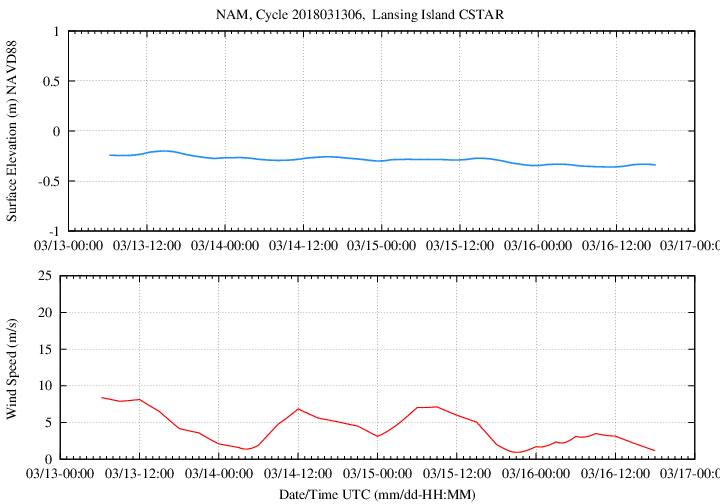 NAM, Cycle 2018031306,  Lansing Island CSTAR
Surface Elevation (m) NAVD88
1
0.5
0
-0.5
-1
03/13-00:00 03/13-12:00 03/14-00:00 03/14-12:00 03/15-00:00 03/15-12:00 03/16-00:00 03/16-12:00 03/17-0
Wind Speed (m/s)
25
20
15
10
5
0
03/13-00:00 03/13-12:00 03/14-00:00 03/14-12:00 03/15-00:00 03/15-12:00 03/16-00:00 03/16-12:00 03/17-0
Date/Time UTC (mm/dd-HH:MM)